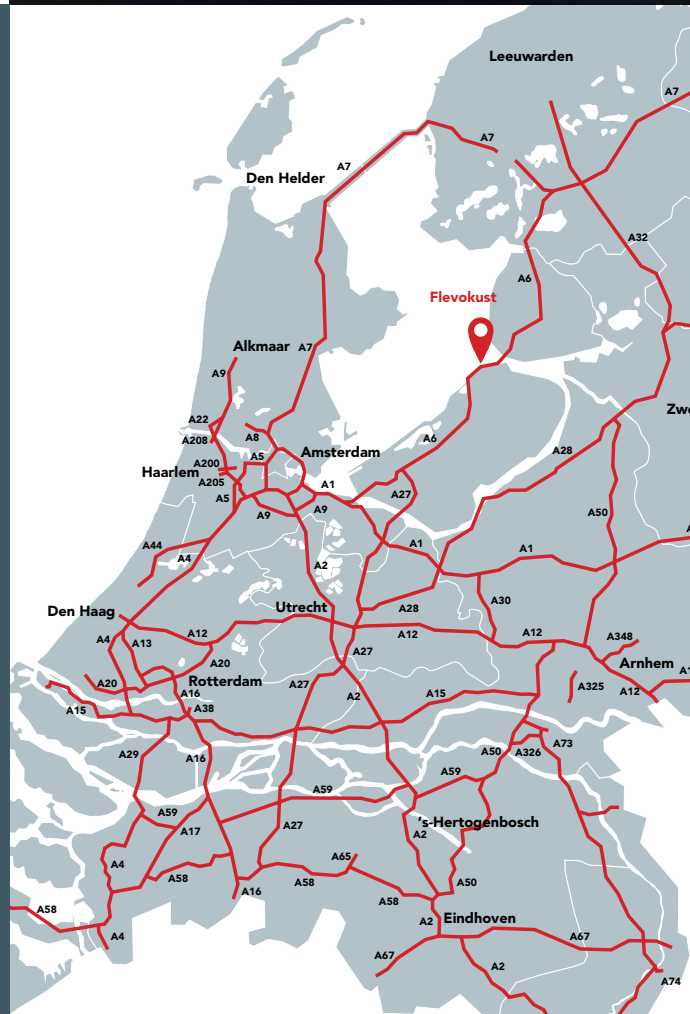 Leeuwarden
A7
A7
A7
Den Helder
A32
A6
Flevokust
Alkmaar
A7
A9
Zw
A22
A8
A6
A208
Amsterdam
A28
A5
A200
Haarlem
A205
A1
A27
A5
A9
A9
A50
A44
A4
A1
A1
A2
Den Haag
Utrecht
A28
A30
A4
A13
A12
A12
A12
A348
A27
A20
Arnhem
A20
Rotterdam
A27
A16
A2
A15
A325
A12
A1
A15
A38
A29
A16
A50
A326
A73
A59
A59
A59
A17
A27
's-Hertogenbosch
A2
A4
A65
A58
A58
A16
A50
A58
A58
A2
Eindhoven
A4
A67
A67
A2
A74